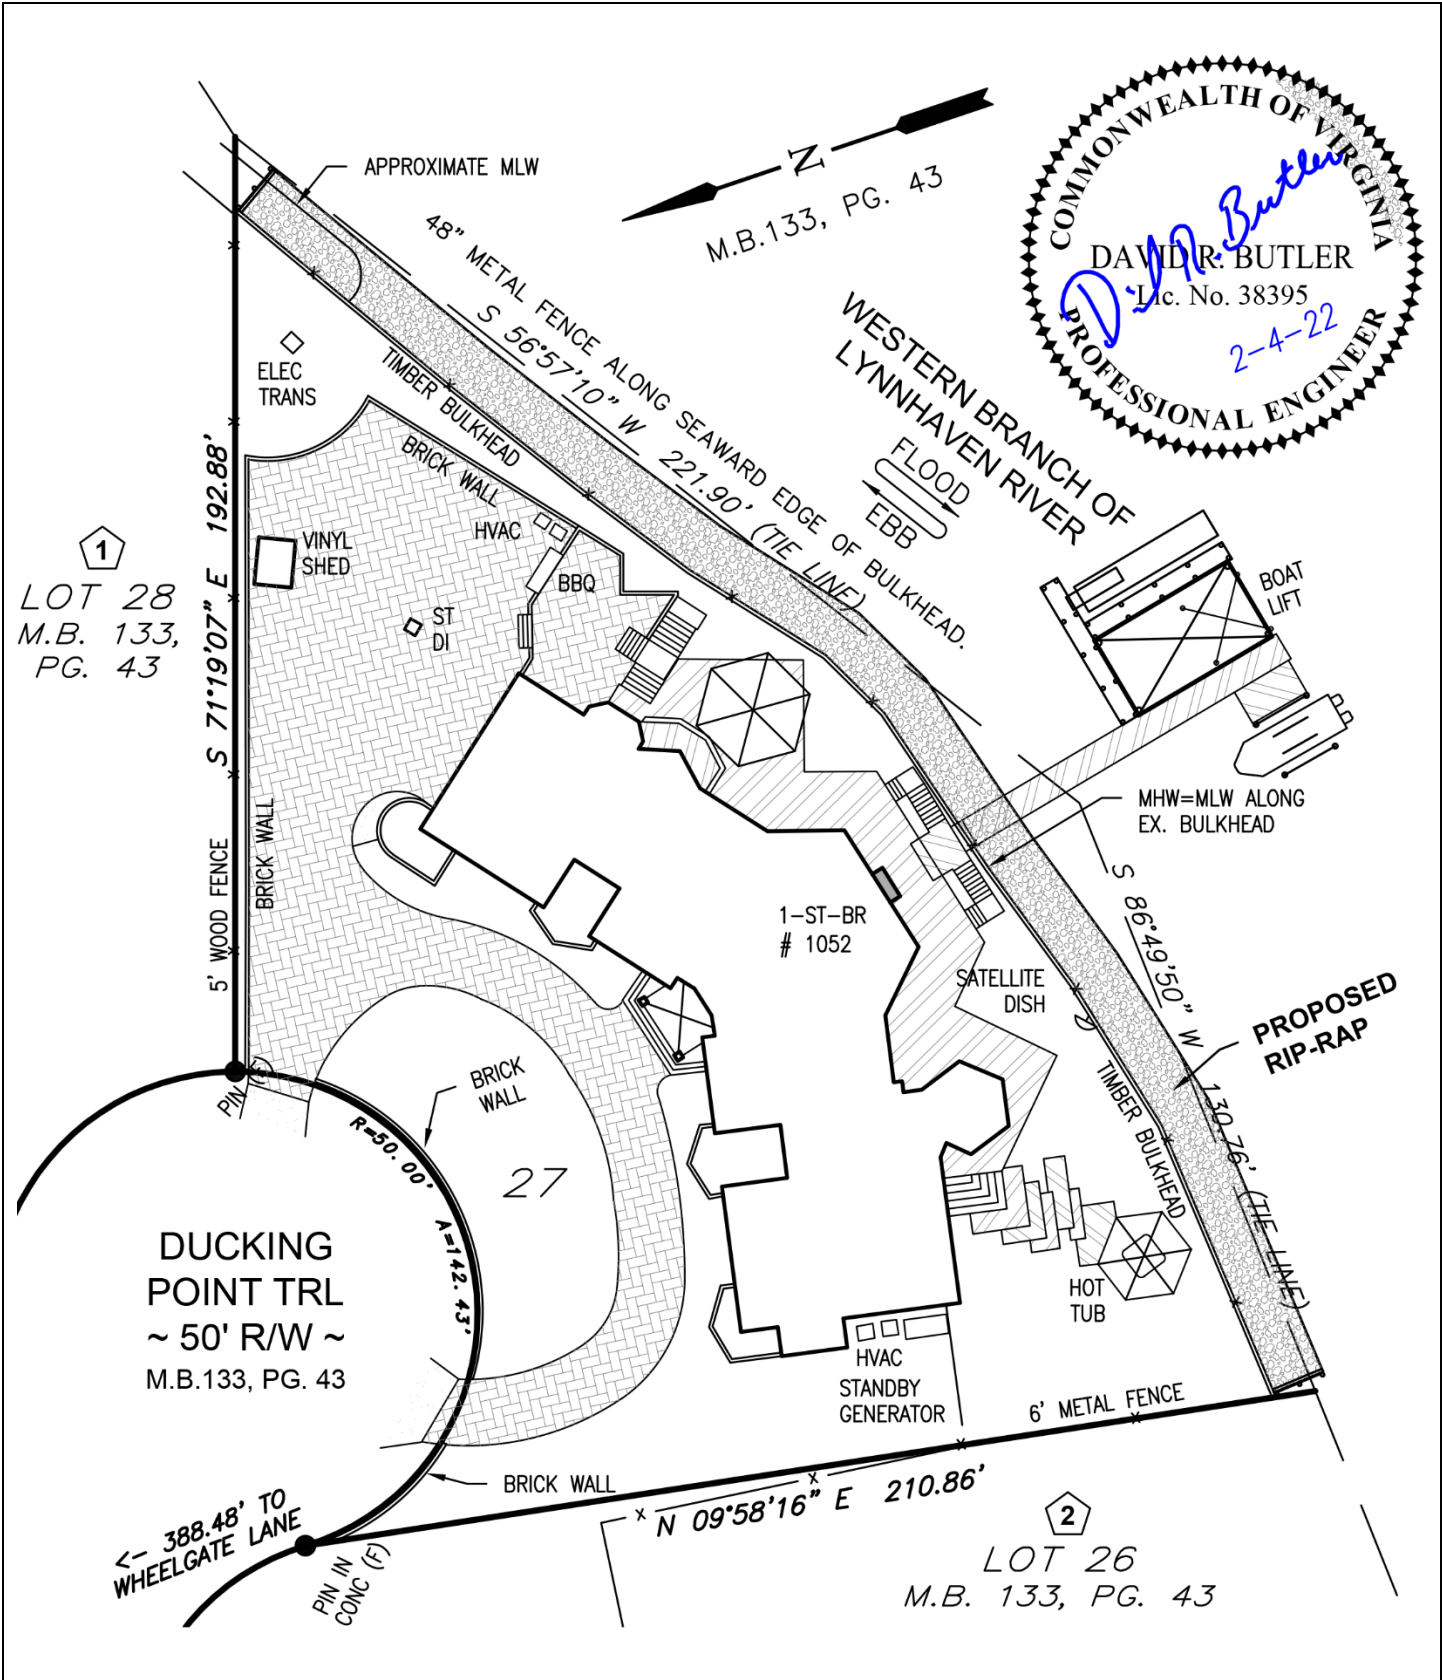 APPROXIMATE MLW
48" METAL FENCE ALONG SEAWARD EDGE OF BULKHEAD.
S 56°57'10" W 221.90' (TIE LINE)
N
M.B.133, PG. 43
COMMONWEALTH OF VIRGINIA
David R. Butler
DAVID R. BUTLER
Lic. No. 38395
2-4-22
PROFESSIONAL ENGINEER
WESTERN BRANCH OF
LYNNHAVEN RIVER
FLOOD
EBB
ELEC
TRANS
TIMBER BULKHEAD
BRICK WALL
HVAC
BBQ
VINYL
SHED
ST
DI
1
LOT 28
M.B. 133,
PG. 43
S 71°19'07" E 192.88'
5' WOOD FENCE
BRICK WALL
BOAT
LIFT
MHW=MLW ALONG
EX. BULKHEAD
S 86°49'50" W 130.76' (TIE LINE)
1-ST-BR
# 1052
SATELLITE
DISH
PROPOSED
RIP-RAP
TIMBER BULKHEAD
PIN (F)
BRICK
WALL
R=50.00'
A=142.43'
27
DUCKING
POINT TRL
~ 50' R/W ~
M.B.133, PG. 43
HOT
TUB
HVAC
STANDBY
GENERATOR
6' METAL FENCE
BRICK WALL
N 09°58'16" E 210.86'
<- 388.48' TO
WHEELGATE LANE
PIN IN
CONC (F)
2
LOT 26
M.B. 133, PG. 43